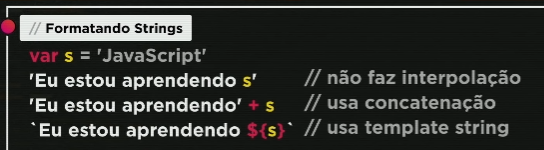 // Formatando Strings
var s = 'JavaScript'
'Eu estou aprendendo s' // não faz interpolação
'Eu estou aprendendo' + s // usa concatenação
`Eu estou aprendendo ${s}` // usa template string